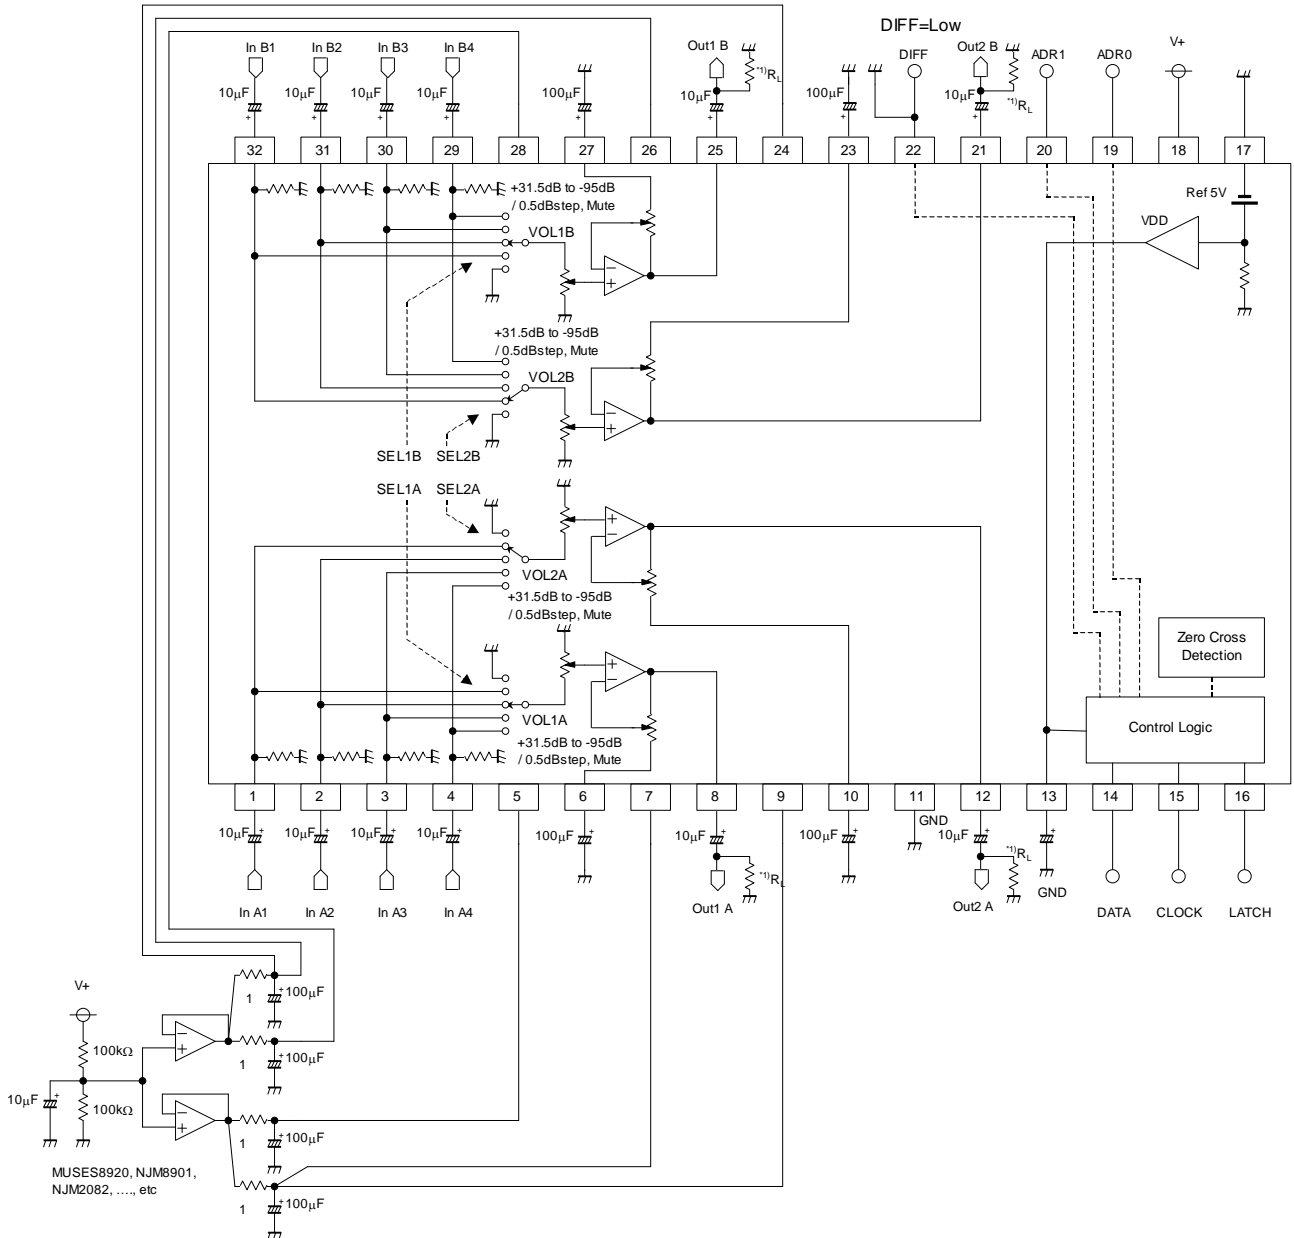 DIFF=Low
In B1 In B2 In B3 In B4 Out1 B DIFF Out2 B ADR1 ADR0 V+
*1)RL
10µF 10µF 10µF 10µF 100µF 10µF 100µF 10µF *1)RL
+ + + + + + + +
32 31 30 29 28 27 26 25 24 23 22 21 20 19 18 17
+31.5dB to -95dB
/ 0.5dBstep, Mute
Ref 5V
VOL1B
VDD
−
+
+31.5dB to -95dB
/ 0.5dBstep, Mute
VOL2B
−
+
SEL1B SEL2B
SEL1A SEL2A
+
−
VOL2A
+31.5dB to -95dB
/ 0.5dBstep, Mute
Zero Cross
Detection
+
−
VOL1A
Control Logic
+31.5dB to -95dB
/ 0.5dBstep, Mute
1 2 3 4 5 6 7 8 9 10 11 12 13 14 15 16
GND
10µF + 10µF + 10µF + 10µF + 100µF + 10µF + 100µF + 10µF + +
*1)RL *1)RL
GND
In A1 In A2 In A3 In A4 Out1 A Out2 A DATA CLOCK LATCH
V+
1
+100µF
−
+
100kΩ
1
+100µF
10µF +
100kΩ
−
+
1
+100µF
MUSES8920, NJM8901,
NJM2082, …., etc
1
+100µF